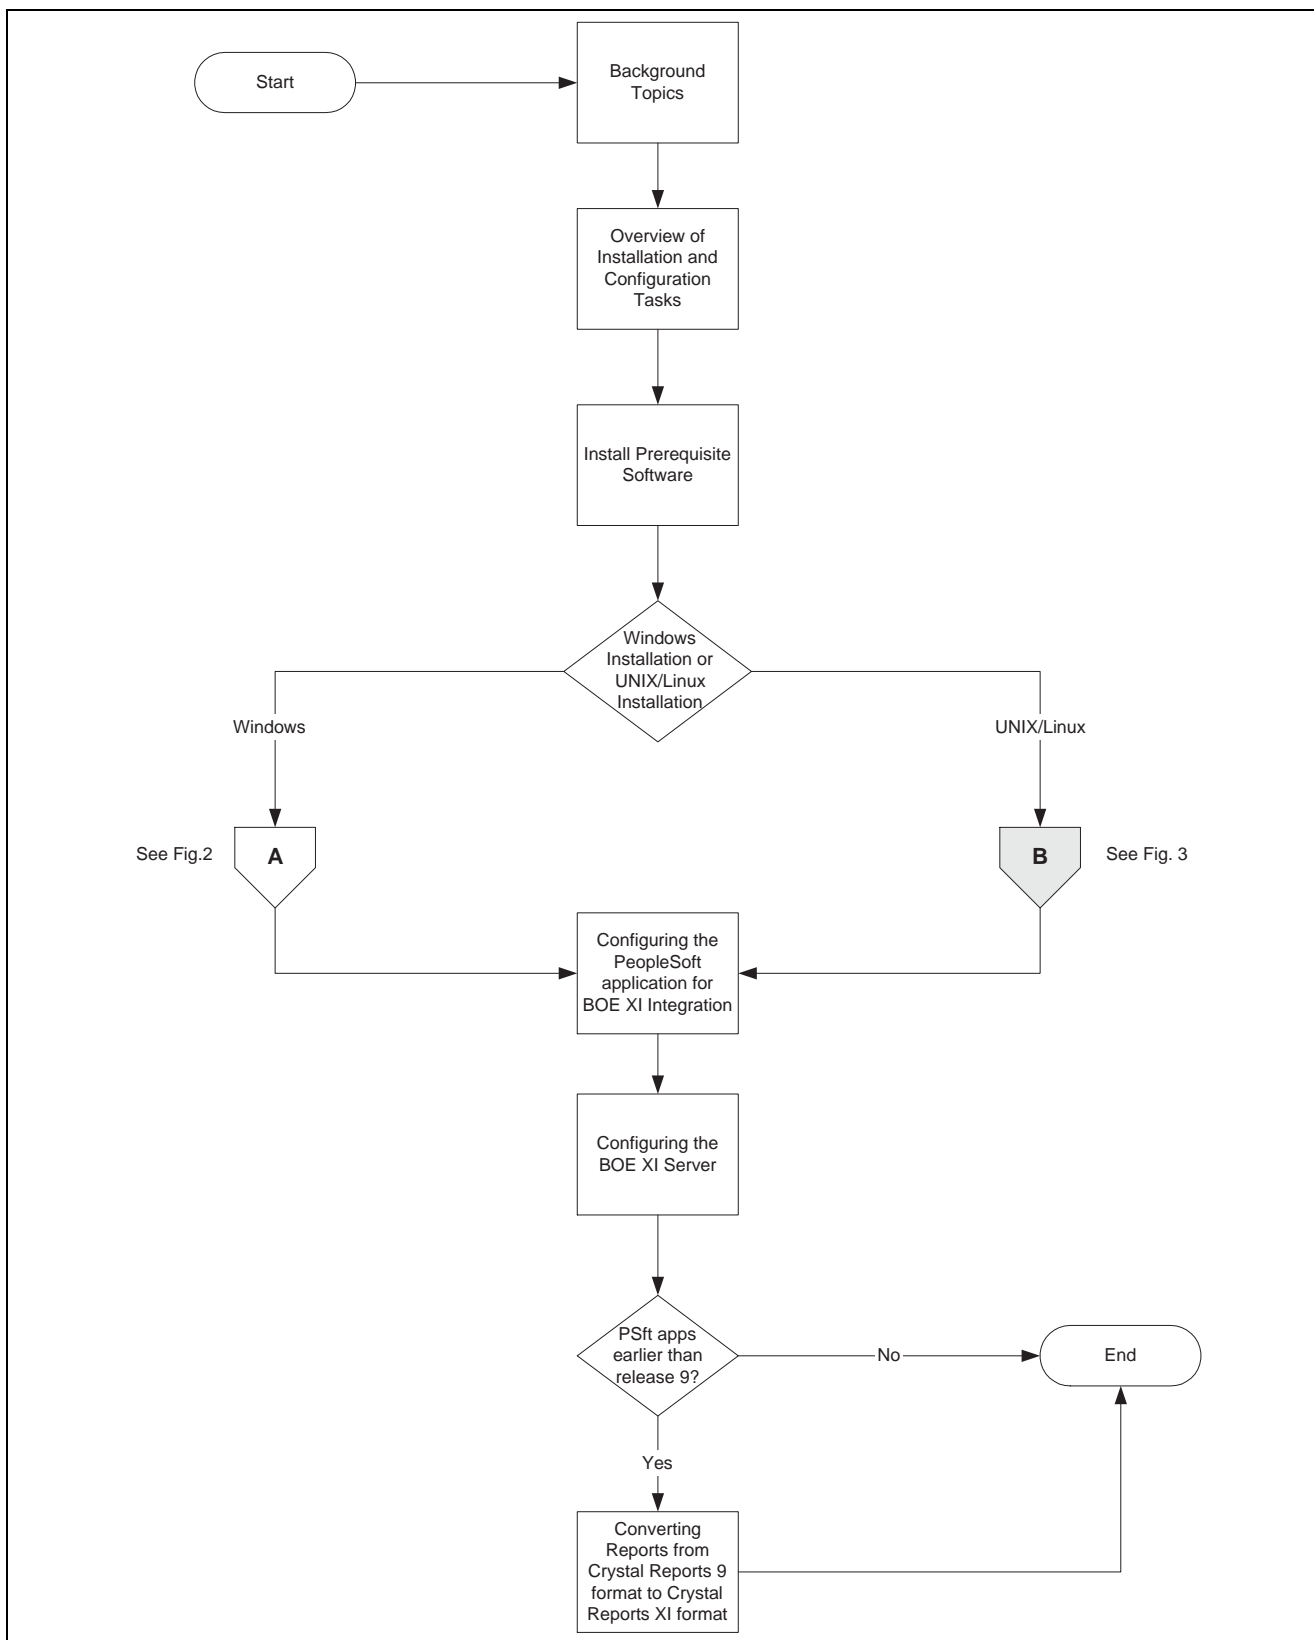 Start
Background
Topics
Overview of
Installation and
Configuration
Tasks
Install Prerequisite
Software
Windows
Installation or
UNIX/Linux
Installation
Windows
UNIX/Linux
See Fig.2
A
B
See Fig. 3
Configuring the
PeopleSoft
application for
BOE XI Integration
Configuring the
BOE XI Server
PSft apps
earlier than
release 9?
No
End
Yes
Converting
Reports from
Crystal Reports 9
format to Crystal
Reports XI format